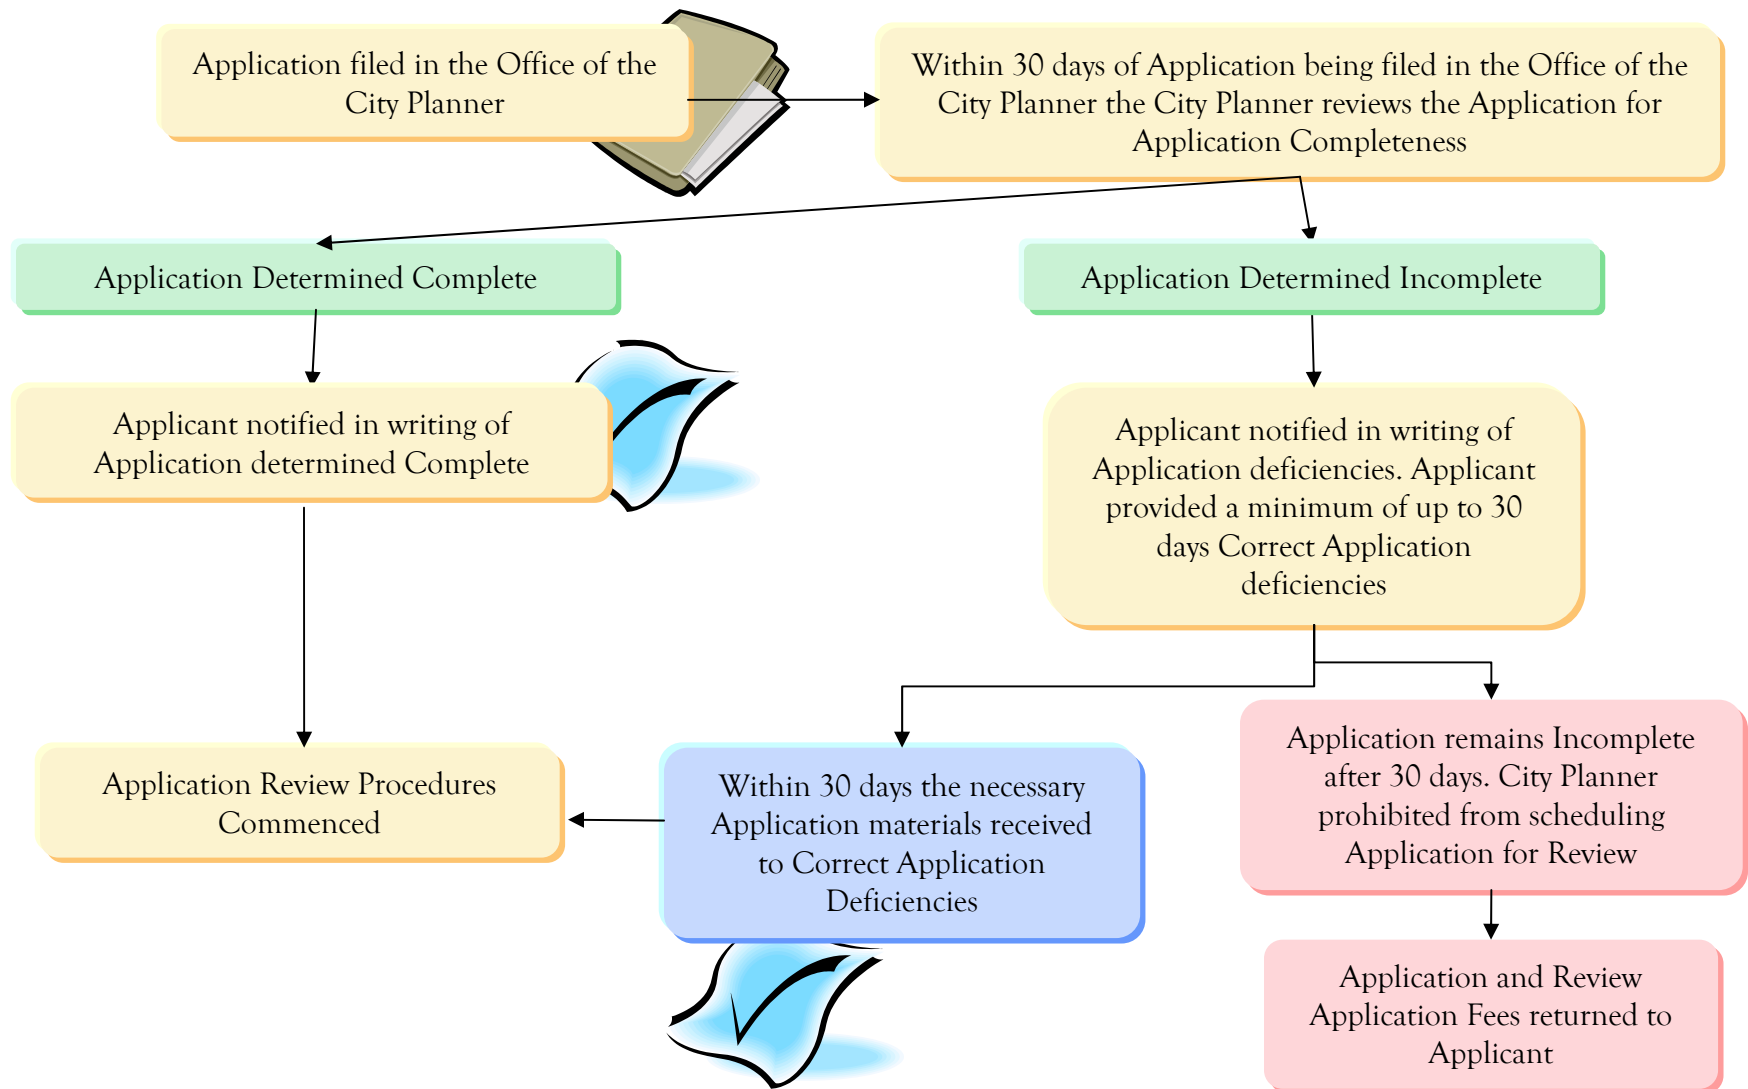 Application filed in the Office of the
City Planner
Within 30 days of Application being filed in the Office of the
City Planner the City Planner reviews the Application for
Application Completeness
Application Determined Complete
Application Determined Incomplete
Applicant notified in writing of
Application determined Complete
Applicant notified in writing of
Application deficiencies. Applicant
provided a minimum of up to 30
days Correct Application
deficiencies
Application Review Procedures
Commenced
Within 30 days the necessary
Application materials received
to Correct Application
Deficiencies
Application remains Incomplete
after 30 days. City Planner
prohibited from scheduling
Application for Review
Application and Review
Application Fees returned to
Applicant